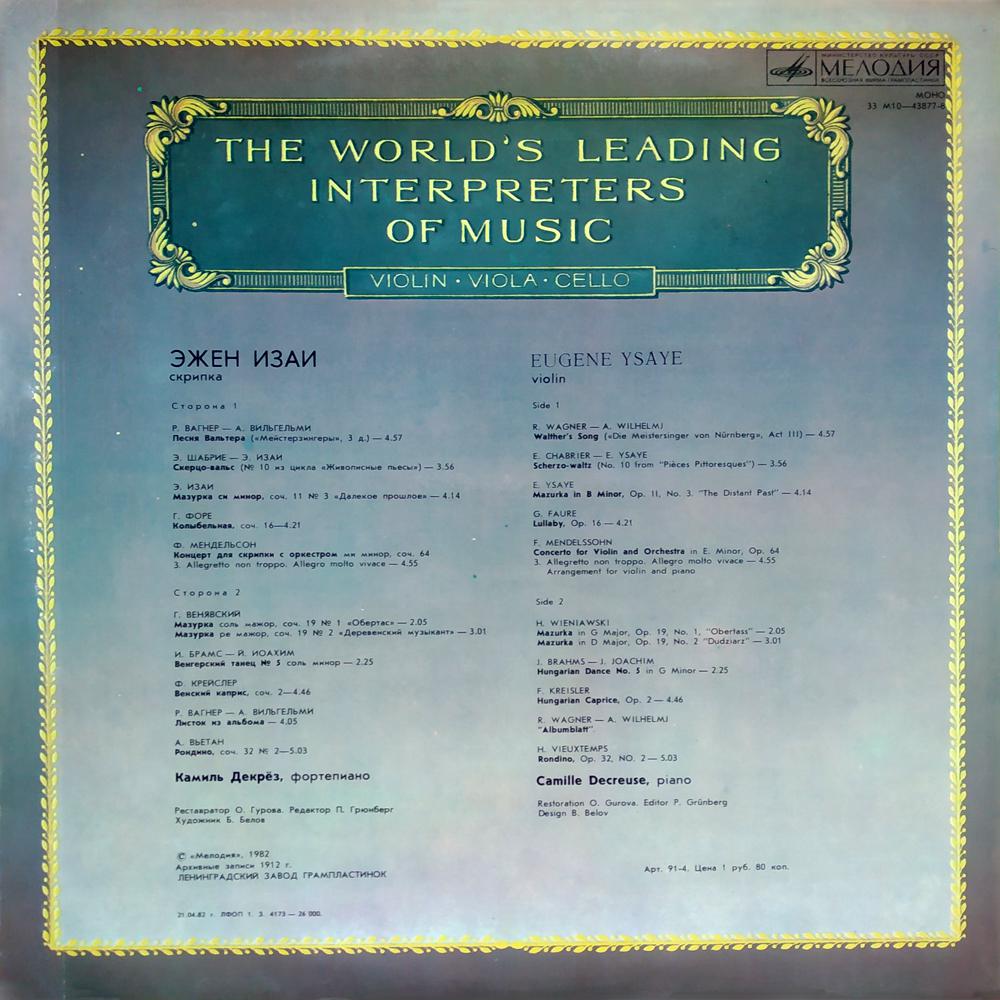 МИНИСТЕРСТВО КУЛЬТУРЫ СССР
МЕЛОДИЯ
ВСЕСОЮЗНАЯ ФИРМА ГРАМПЛАСТИНОК
МОНО
33 М10—43877-8
THE WORLD'S LEADING
INTERPRETERS
OF MUSIC
VIOLIN · VIOLA · CELLO
ЭЖЕН ИЗАИ
скрипка
Сторона 1
Р. ВАГНЕР — А. ВИЛЬГЕЛЬМИ
Песня Вальтера («Мейстерзингеры», 3 д.) — 4.57
Э. ШАБРИЕ — Э. ИЗАИ
Скерцо-вальс (№ 10 из цикла «Живописные пьесы») — 3.56
Э. ИЗАИ
Мазурка си минор, соч. 11 № 3 «Далекое прошлое» — 4.14
Г. ФОРЕ
Колыбельная, соч. 16—4.21
Ф. МЕНДЕЛЬСОН
Концерт для скрипки с оркестром ми минор, соч. 64
3. Allegretto non troppo. Allegro molto vivace — 4.55
Сторона 2
Г. ВЕНЯВСКИЙ
Мазурка соль мажор, соч. 19 № 1 «Обертас» — 2.05
Мазурка ре мажор, соч. 19 № 2 «Деревенский музыкант» — 3.01
И. БРАМС — Й. ИОАХИМ
Венгерский танец № 5 соль минор — 2.25
Ф. КРЕЙСЛЕР
Венский каприс, соч. 2—4.46
Р. ВАГНЕР — А. ВИЛЬГЕЛЬМИ
Листок из альбома — 4.05
А. ВЬЕТАН
Рондино, соч. 32 № 2—5.03
Камиль Декрёз, фортепиано
Реставратор О. Гурова. Редактор П. Грюнберг
Художник Б. Белов
© «Мелодия», 1982
Архивные записи 1912 г.
ЛЕНИНГРАДСКИЙ ЗАВОД ГРАМПЛАСТИНОК
21.04.82 г. ЛФОП 1. З. 4173 — 26 000.
EUGENE YSAYE
violin
Side 1
R. WAGNER — A. WILHELMJ
Walther's Song («Die Meistersinger von Nürnberg», Act III) — 4.57
E. CHABRIER — E. YSAYE
Scherzo-waltz (No. 10 from "Pièces Pittoresques") — 3.56
E. YSAYE
Mazurka in B Minor, Op. 11, No. 3. "The Distant Past" — 4.14
G. FAURE
Lullaby, Op. 16 — 4.21
F. MENDELSSOHN
Concerto for Violin and Orchestra in E. Minor, Op. 64
3. Allegretto non troppo. Allegro molto vivace — 4.55
Arrangement for violin and piano
Side 2
H. WIENIAWSKI
Mazurka in G Major, Op. 19, No. 1, "Obertass" — 2.05
Mazurka in D Major, Op. 19, No. 2 "Dudziarz" — 3.01
J. BRAHMS — J. JOACHIM
Hungarian Dance No. 5 in G Minor — 2.25
F. KREISLER
Hungarian Caprice, Op. 2 — 4.46
R. WAGNER — A. WILHELMJ
"Albumblatt".
H. VIEUXTEMPS
Rondino, Op. 32, NO. 2 — 5.03
Camille Decreuse, piano
Restoration O. Gurova. Editor P. Grünberg
Design B. Belov
Арт. 91-4. Цена 1 руб. 80 коп.